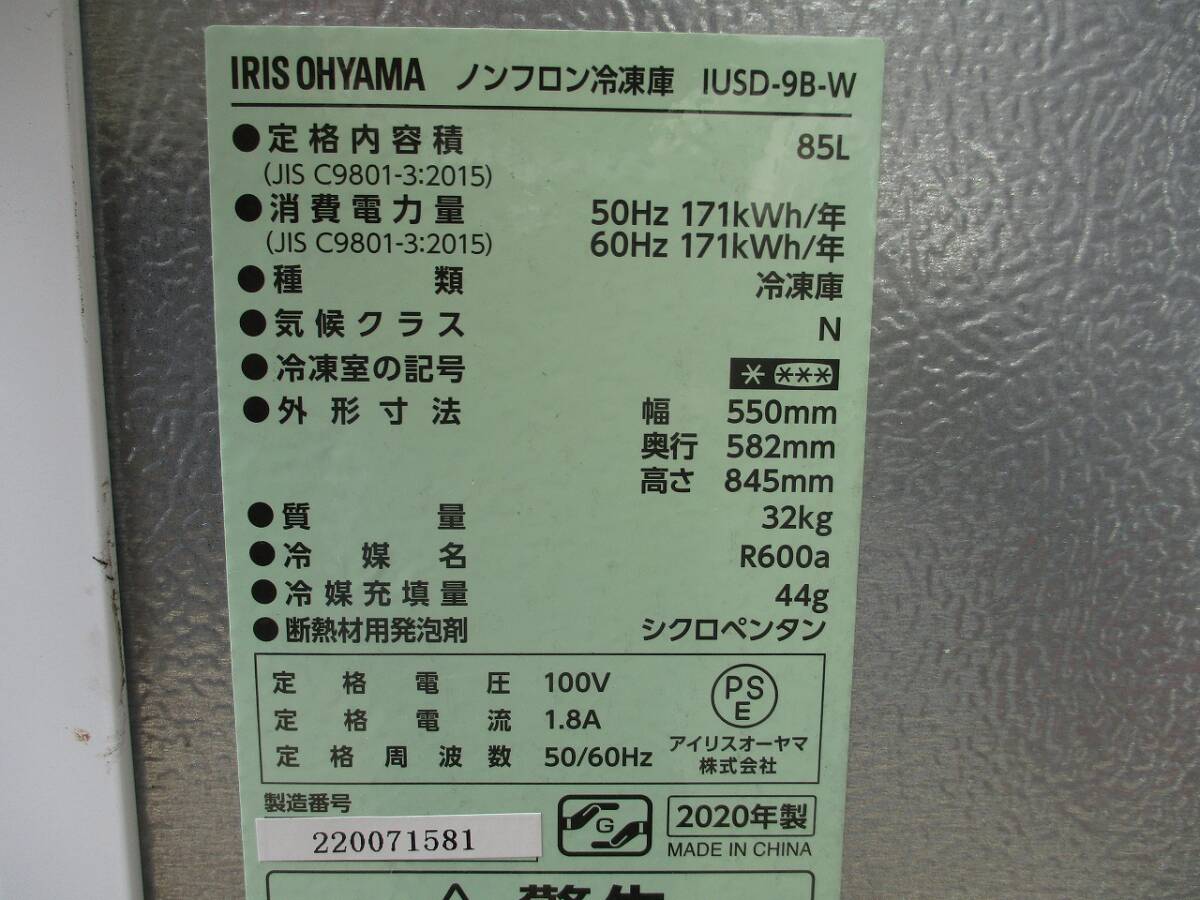 IRIS OHYAMA ノンフロン冷凍庫 IUSD-9B-W
●定格内容積 85L
(JIS C9801-3:2015)
●消費電力量 50Hz 171kWh/年
(JIS C9801-3:2015) 60Hz 171kWh/年
●種類 冷凍庫
●気候クラス N
●冷凍室の記号 * ***
●外形寸法 幅 550mm
奥行 582mm
高さ 845mm
●質量 32kg
●冷媒名 R600a
●冷媒充填量 44g
●断熱材用発泡剤 シクロペンタン
定格電圧 100V
定格電流 1.8A
定格周波数 50/60Hz
PS
E
アイリスオーヤマ
株式会社
製造番号
220071581
G
2020年製
MADE IN CHINA